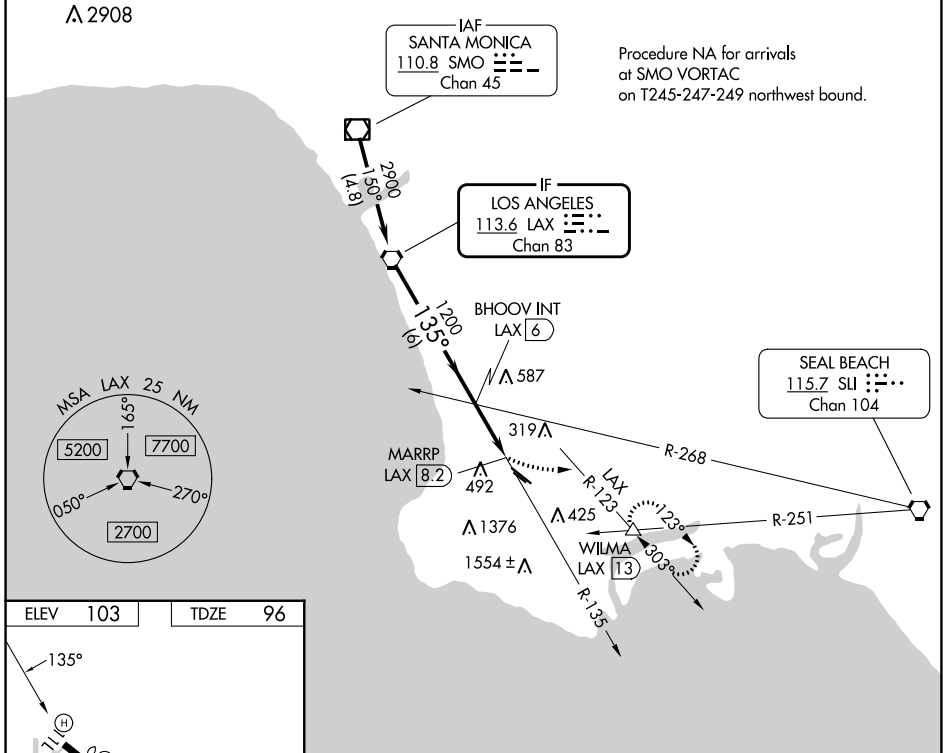 2908
IAF
SANTA MONICA
110.8 SMO
Chan 45
Procedure NA for arrivals
at SMO VORTAC
on T245-247-249 northwest bound.
2900
150°
(4.8)
IF
LOS ANGELES
113.6 LAX
Chan 83
1200
135°
(6)
BHOOV INT
LAX 6
587
SEAL BEACH
115.7 SLI
Chan 104
MSA LAX 25 NM
165°
5200
7700
050°
270°
2700
319
R-268
MARRP
LAX 8.2
492
LAX
R-123
1376
425
123°
R-251
1554 ±
WILMA
LAX 13
303°
R-135
ELEV 103
TDZE 96
135°
H
11L